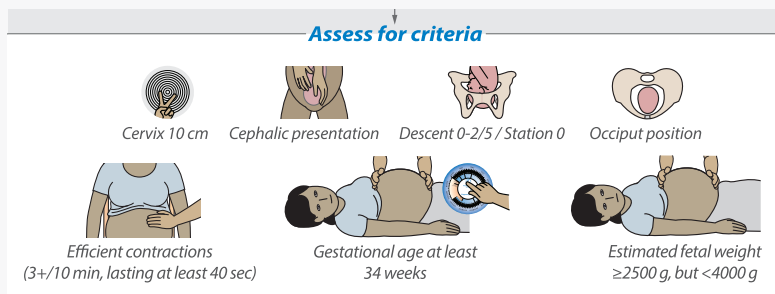 Assess for criteria
Cervix 10 cm
Cephalic presentation
Descent 0-2/5 / Station 0
Occiput position
Efficient contractions
(3+/10 min, lasting at least 40 sec)
Gestational age at least
34 weeks
Estimated fetal weight
≥2500 g, but <4000 g